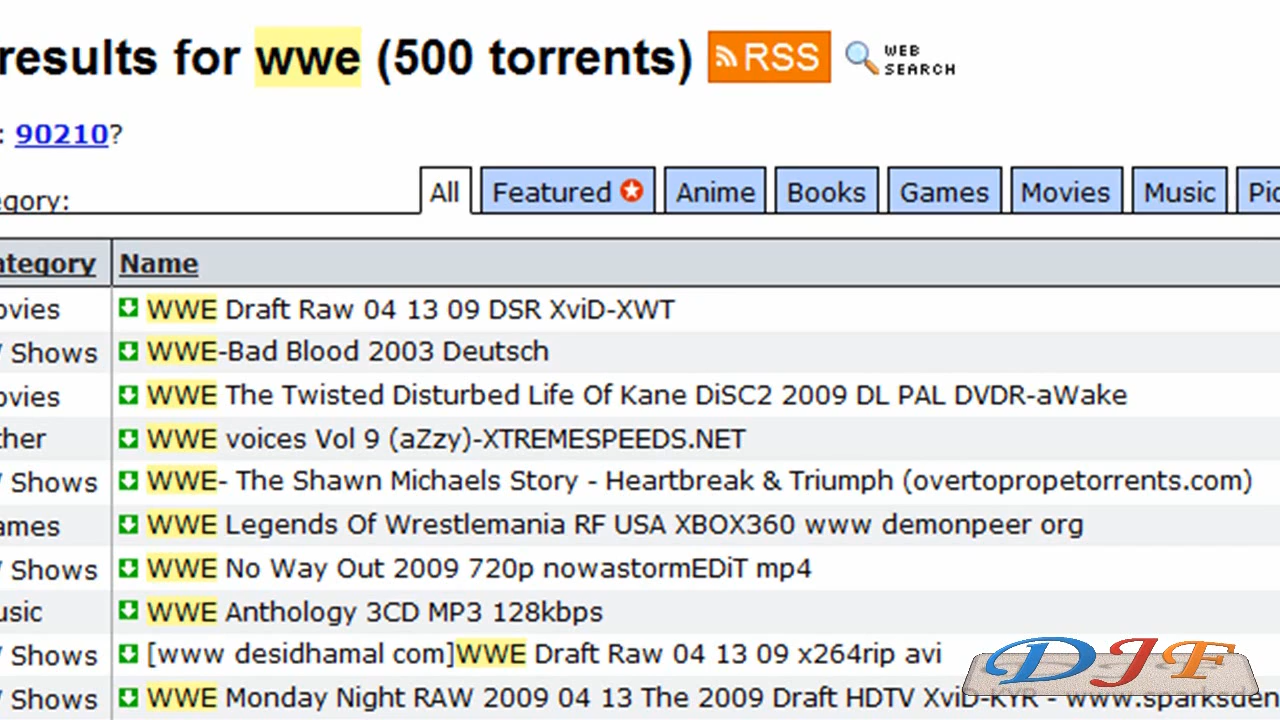 results for wwe (500 torrents) RSS WEB SEARCH
: 90210?
egory: All Featured Anime Books Games Movies Music Pic
ategory Name
ovies WWE Draft Raw 04 13 09 DSR XviD-XWT
Shows WWE-Bad Blood 2003 Deutsch
ovies WWE The Twisted Disturbed Life Of Kane DiSC2 2009 DL PAL DVDR-aWake
ther WWE voices Vol 9 (aZzy)-XTREMESPEEDS.NET
Shows WWE- The Shawn Michaels Story - Heartbreak & Triumph (overtopropetorrents.com)
ames WWE Legends Of Wrestlemania RF USA XBOX360 www demonpeer org
Shows WWE No Way Out 2009 720p nowastormEDiT mp4
usic WWE Anthology 3CD MP3 128kbps
Shows [www desidhamal com]WWE Draft Raw 04 13 09 x264rip avi
Shows WWE Monday Night RAW 2009 04 13 The 2009 Draft HDTV XviD-KYR - www.sparksden
DJF